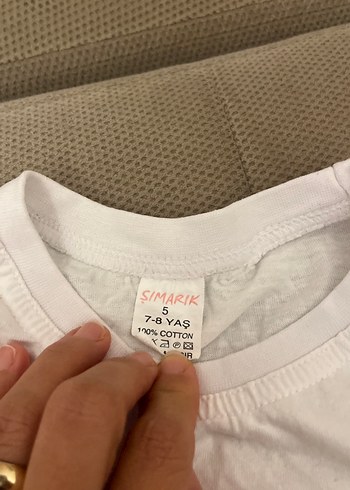 ŞIMARIK
5
7-8 YAŞ
100% COTTON